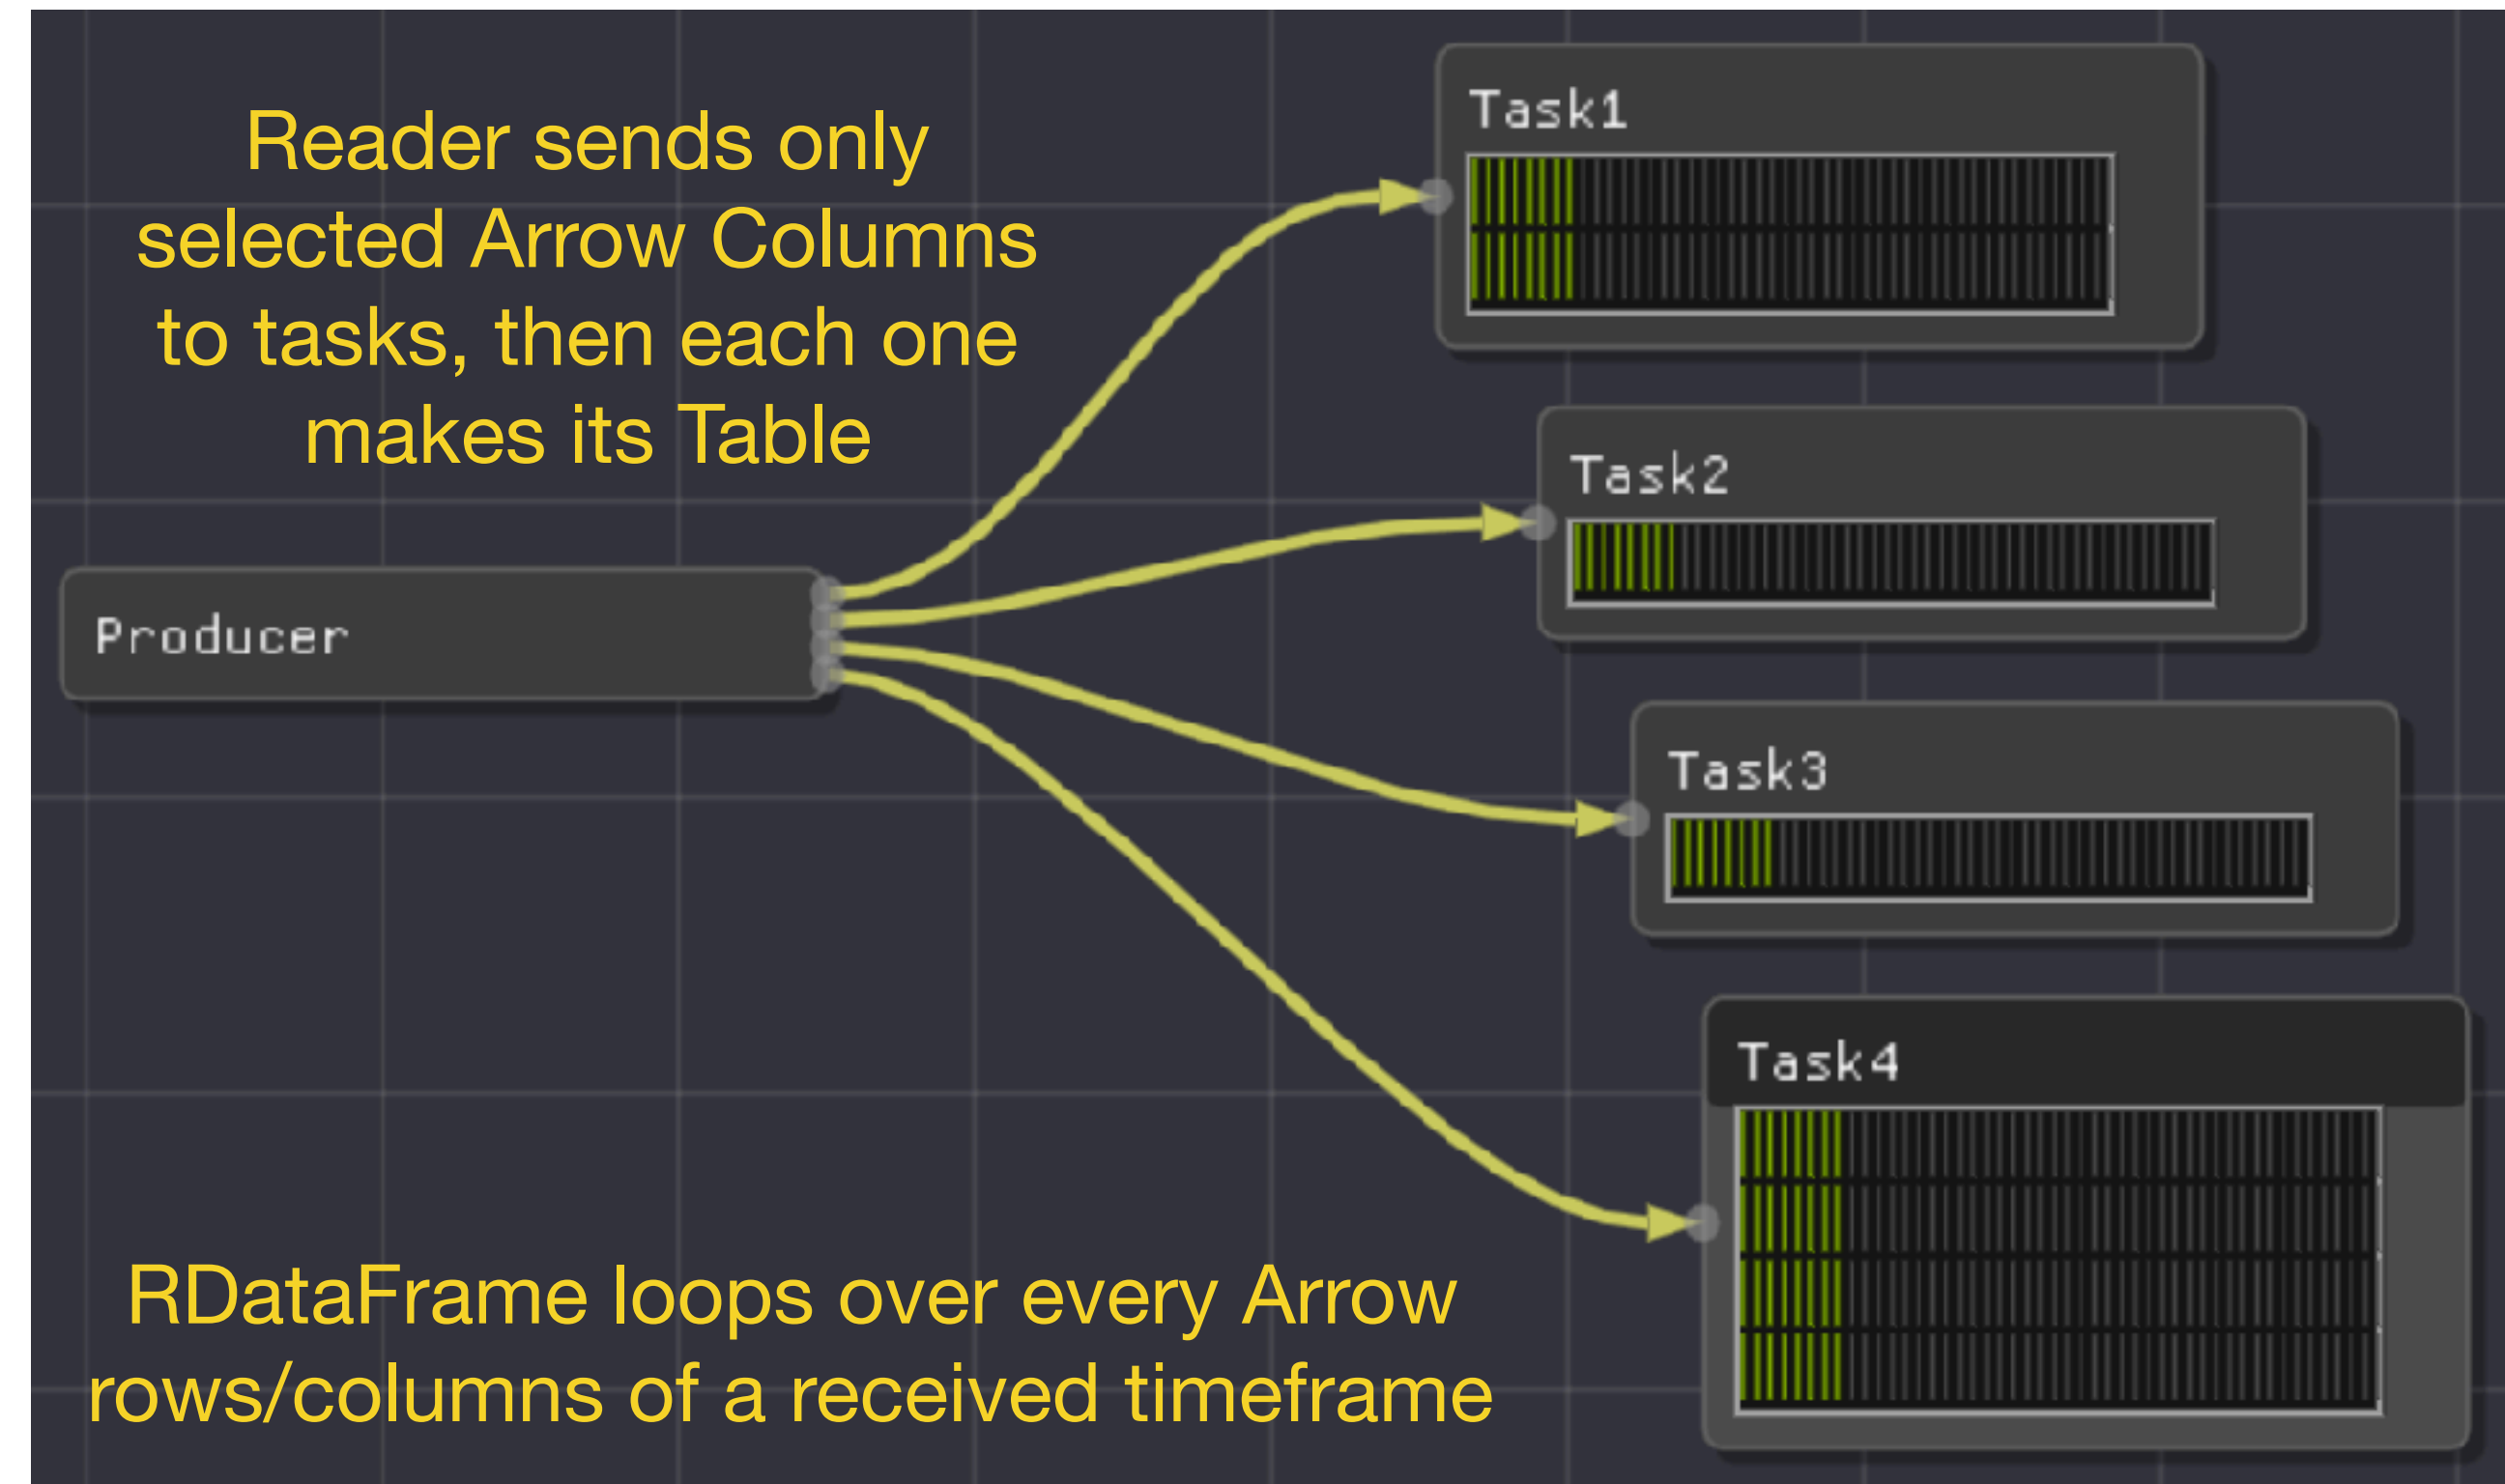 Reader sends only
selected Arrow Columns
to tasks, then each one
makes its Table
Task1
Task2
Producer
Task3
Task4
RDataFrame loops over every Arrow
rows/columns of a received timeframe